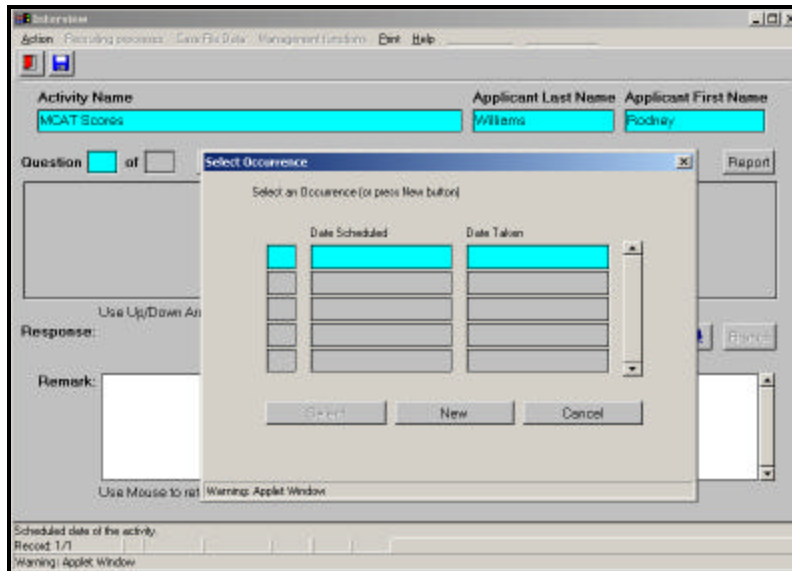 Interview
Action Recruiting processes Case File Data Management functions Print Help
Activity Name Applicant Last Name Applicant First Name
MCAT Scores Williams Rodney
Question of Report
Select Occurrence
Select an Occurrence (or press New button)
Date Scheduled Date Taken
Use Up/Down
Response:
Remark:
Select New Cancel
Use Mouse to
Warning: Applet Window
Scheduled date of the activity.
Record: 1/1
Warning: Applet Window